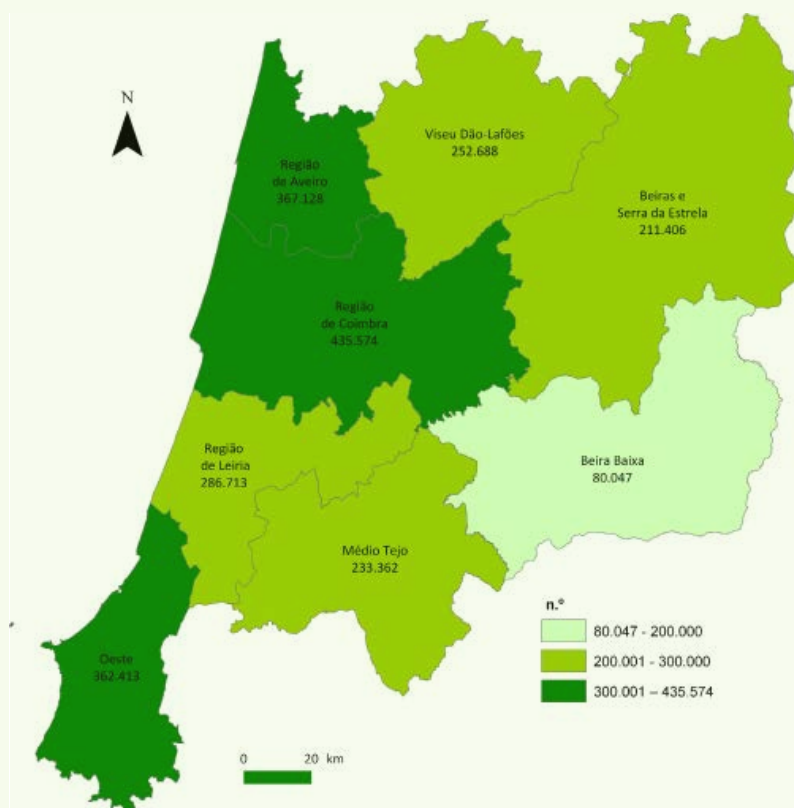 N
Viseu Dão-Lafões
252.688
Região
de Aveiro
367.128
Beiras e
Serra da Estrela
211.406
Região
de Coimbra
435.574
Região
de Leiria
286.713
Beira Baixa
80.047
Médio Tejo
233.362
Oeste
362.413
n.º
80.047 - 200.000
200.001 - 300.000
300.001 – 435.574
0 20 km